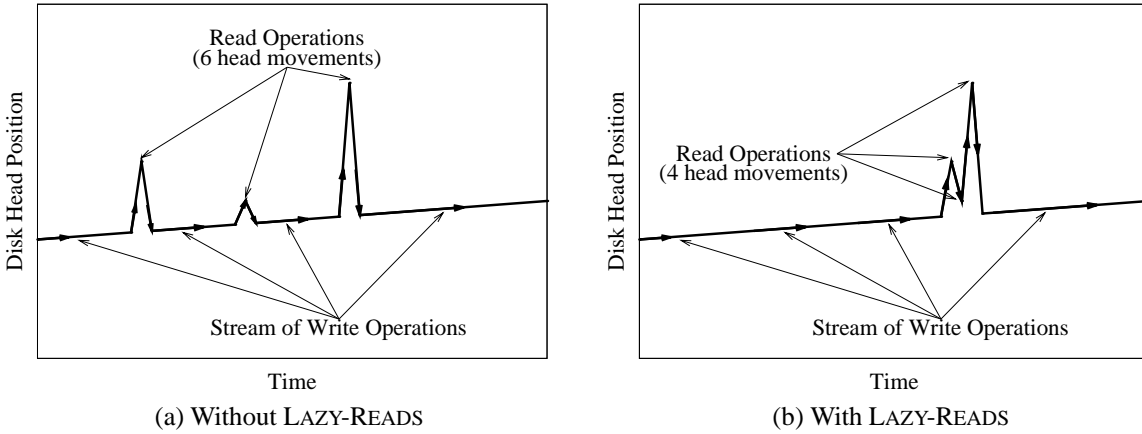 Read Operations
(6 head movements)
Disk Head Position
Stream of Write Operations
Time
(a) Without LAZY-READS
Read Operations
(4 head movements)
Disk Head Position
Stream of Write Operations
Time
(b) With LAZY-READS